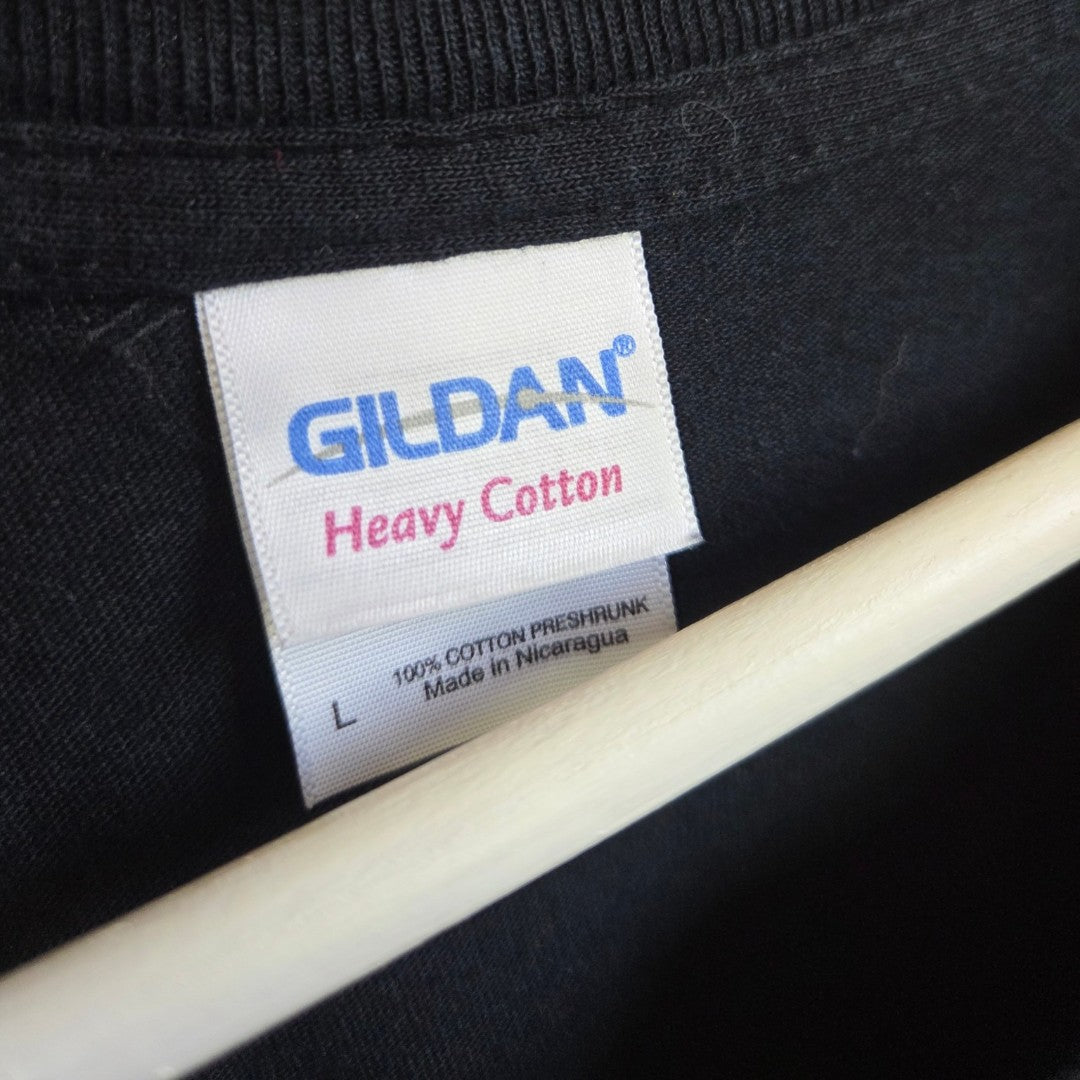 GILDAN®
Heavy Cotton
100% COTTON PRESHRUNK
Made in Nicaragua
L